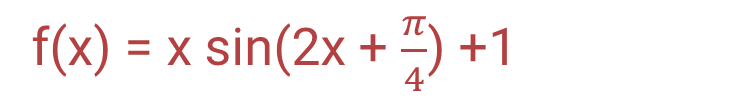 f(x) = x sin(2x + π/4) +1